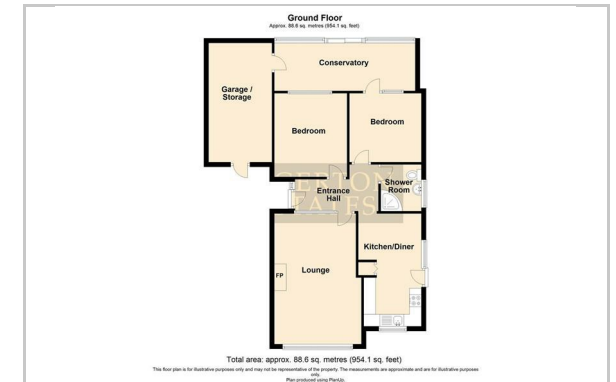 Ground Floor
Approx. 88.6 sq. metres (954.1 sq. feet)
Conservatory
Garage /
Storage
Bedroom
Bedroom
Shower
Room
Entrance
Hall
Kitchen/Diner
Lounge
FP
Total area: approx. 88.6 sq. metres (954.1 sq. feet)
This floor plan is for illustrative purposes only and may not be representative of the property. The measurements are approximate and are for illustrative purposes
only.
Plan produced using PlanUp.